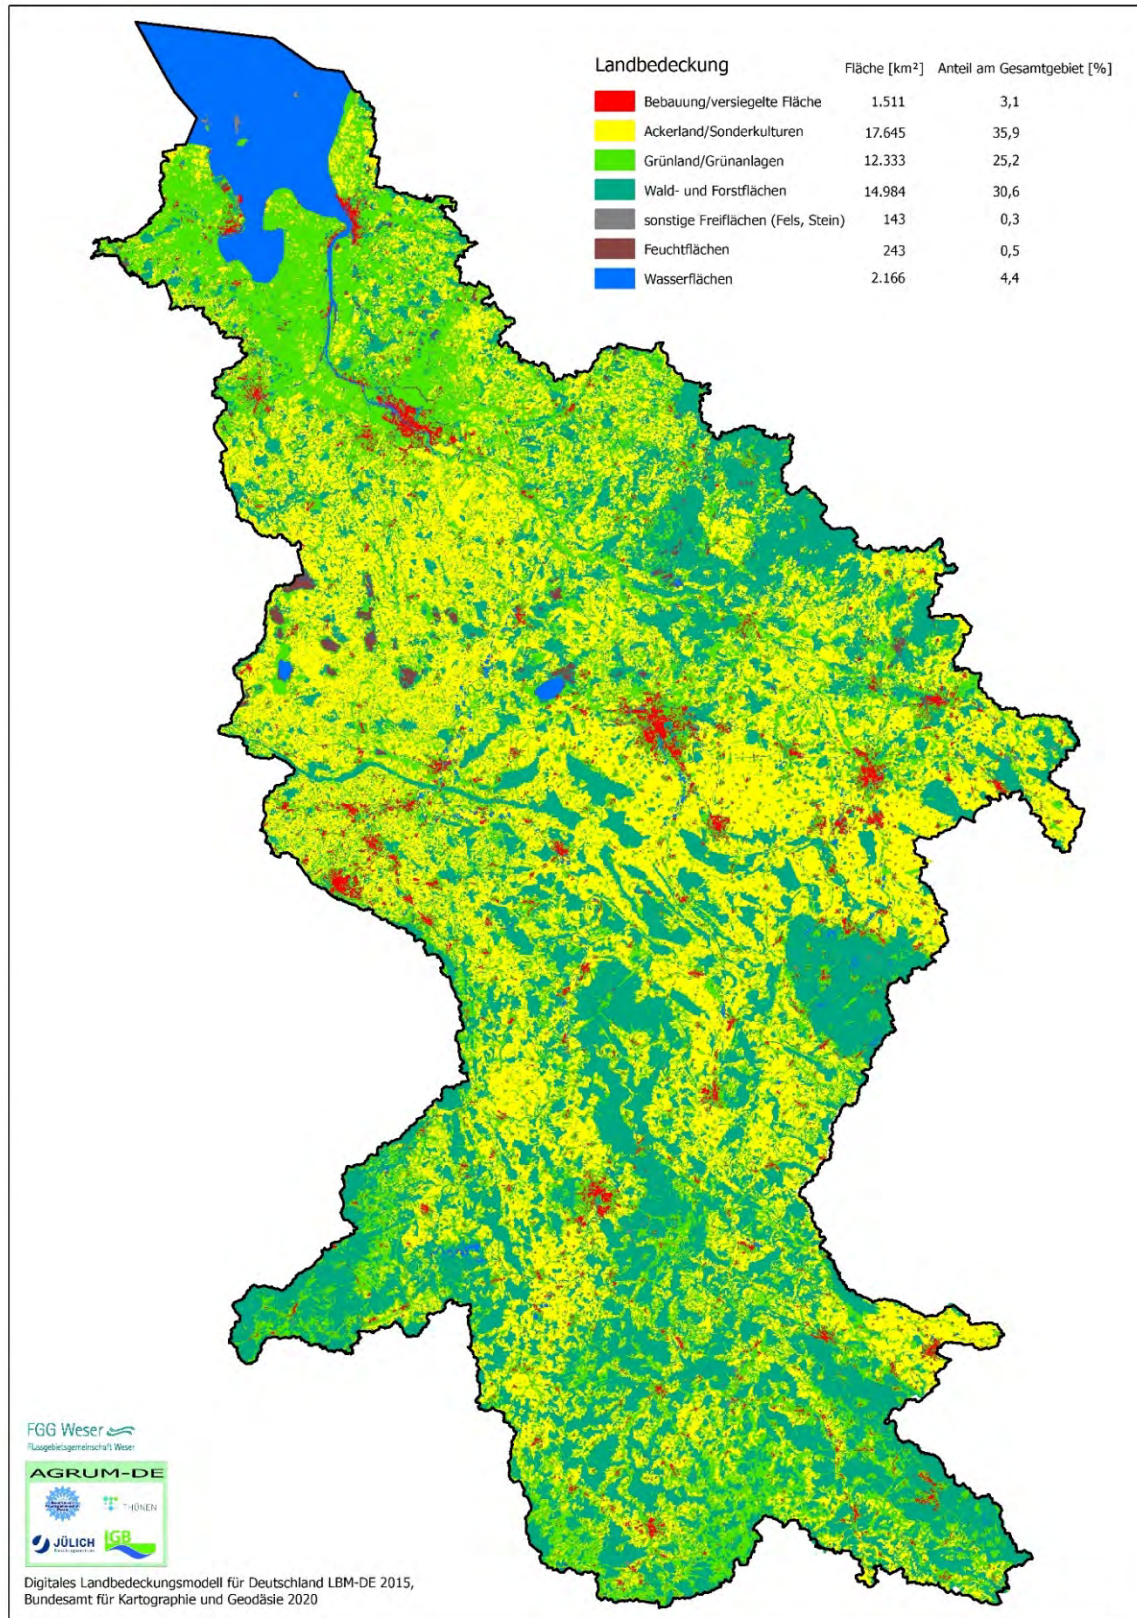 Landbedeckung Fläche [km²] Anteil am Gesamtgebiet [%]
Bebauung/versiegelte Fläche 1.511 3,1
Ackerland/Sonderkulturen 17.645 35,9
Grünland/Grünanlagen 12.333 25,2
Wald- und Forstflächen 14.984 30,6
sonstige Freiflächen (Fels, Stein) 143 0,3
Feuchtflächen 243 0,5
Wasserflächen 2.166 4,4
FGG Weser
Flussgebietsgemeinschaft Weser
AGRUM-DE
THÜNEN
JÜLICH
Forschungszentrum
IGB
Digitales Landbedeckungsmodell für Deutschland LBM-DE 2015,
Bundesamt für Kartographie und Geodäsie 2020